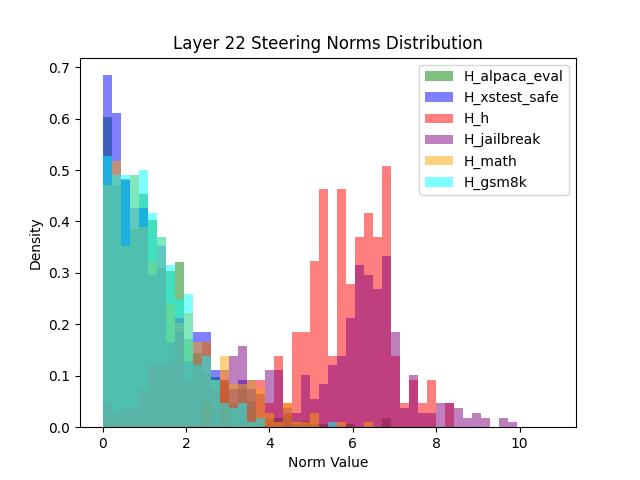 Layer 22 Steering Norms Distribution
H_alpaca_eval
H_xstest_safe
H_h
H_jailbreak
H_math
H_gsm8k
0.7
0.6
0.5
0.4
0.3
0.2
0.1
0.0
Density
0 2 4 6 8 10
Norm Value